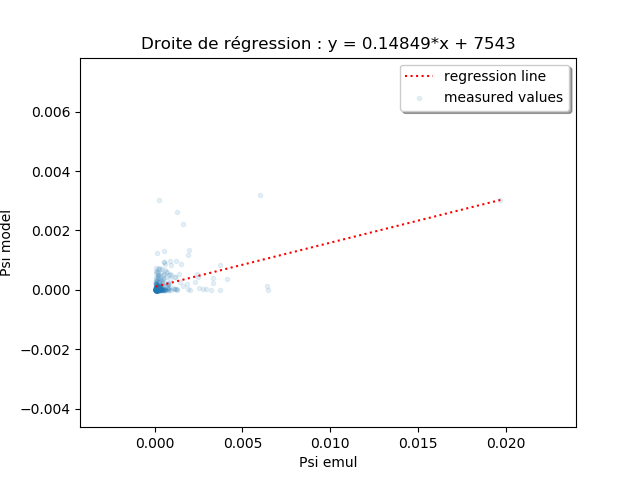 Droite de régression : y = 0.14849*x + 7543
regression line
measured values
0.006
0.004
0.002
0.000
−0.002
−0.004
Psi model
0.000 0.005 0.010 0.015 0.020
Psi emul